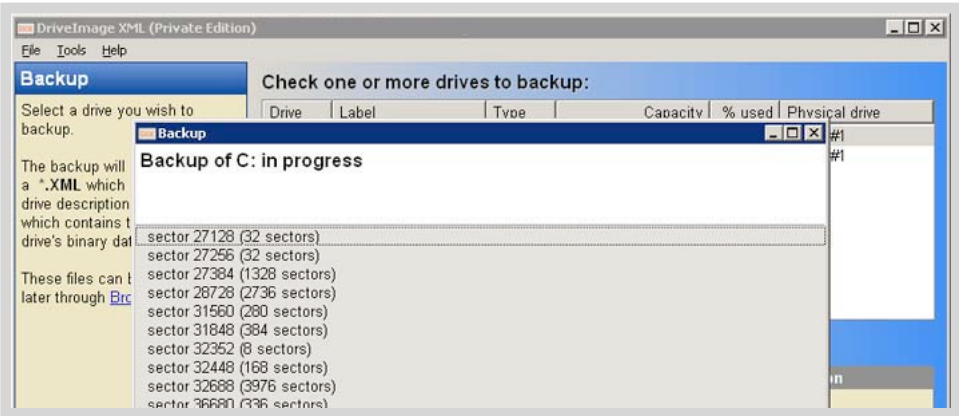 DriveImage XML (Private Edition)
File Tools Help
Backup
Select a drive you wish to
backup.
The backup will
a *.XML which
drive description
which contains t
drive's binary dat
These files can b
later through Bro
Check one or more drives to backup:
Drive Label Type Capacity % used Physical drive
#1
#1
Backup
Backup of C: in progress
sector 27128 (32 sectors)
sector 27256 (32 sectors)
sector 27384 (1328 sectors)
sector 28728 (2736 sectors)
sector 31560 (280 sectors)
sector 31848 (384 sectors)
sector 32352 (8 sectors)
sector 32448 (168 sectors)
sector 32688 (3976 sectors)
sector 36680 (336 sectors)
on